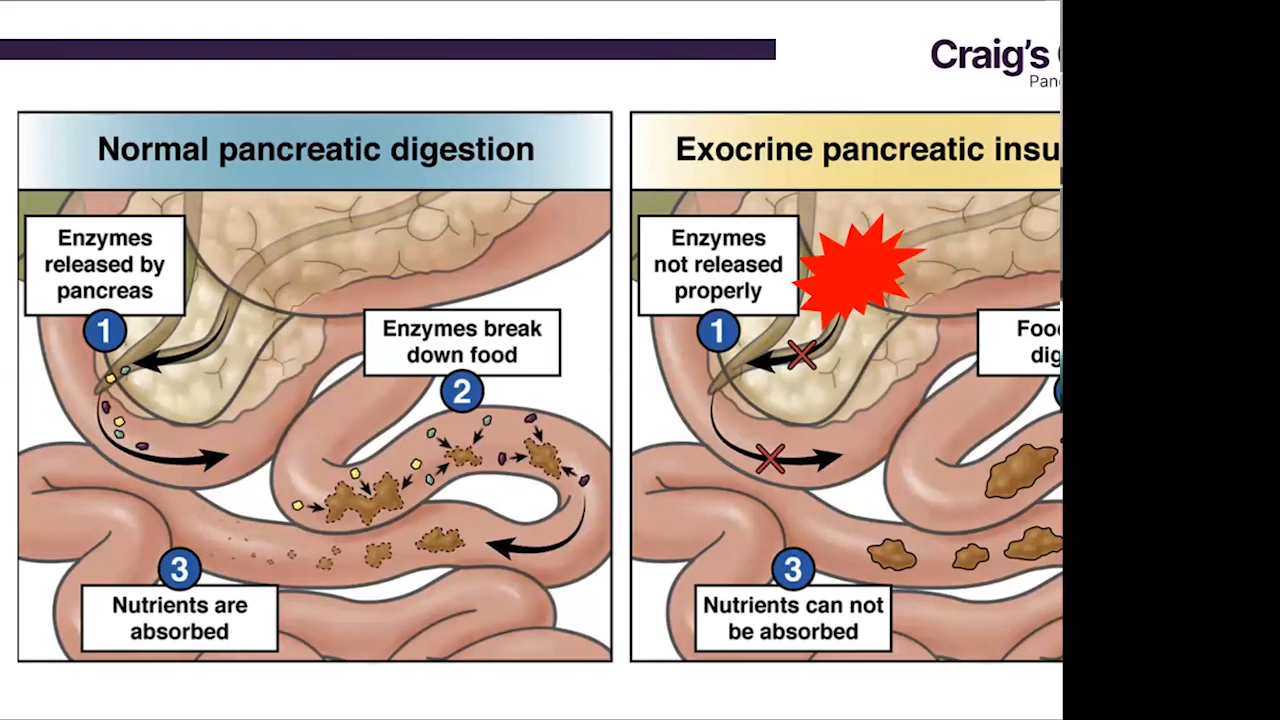 Craig's
Normal pancreatic digestion
Enzymes
released by
pancreas
1
Enzymes break
down food
2
3
Nutrients are
absorbed
Exocrine pancreatic insu
Enzymes
not released
properly
1
3
Nutrients can not
be absorbed